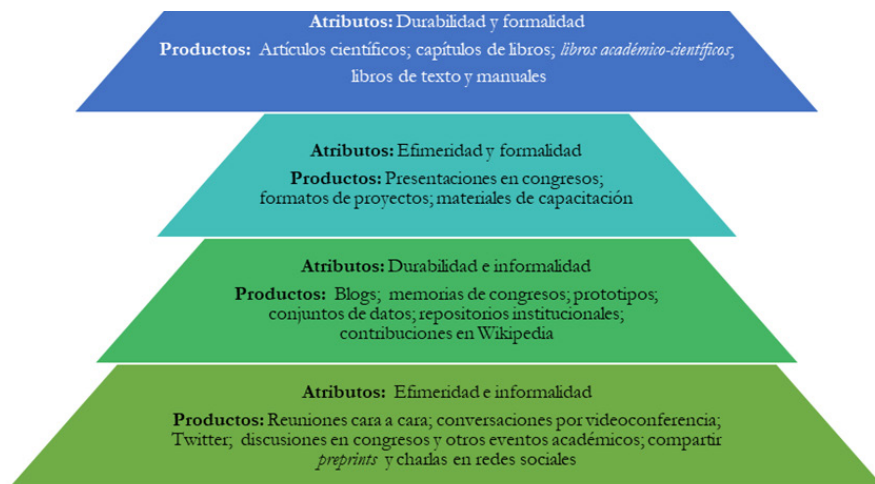 Atributos: Durabilidad y formalidad
Productos: Artículos científicos; capítulos de libros; libros académico-científicos;
libros de texto y manuales
Atributos: Efimeridad y formalidad
Productos: Presentaciones en congresos;
formatos de proyectos; materiales de capacitación
Atributos: Durabilidad e informalidad
Productos: Blogs; memorias de congresos; prototipos;
conjuntos de datos; repositorios institucionales;
contribuciones en Wikipedia
Atributos: Efimeridad e informalidad
Productos: Reuniones cara a cara; conversaciones por videoconferencia;
Twitter; discusiones en congresos y otros eventos académicos; compartir
preprints y charlas en redes sociales